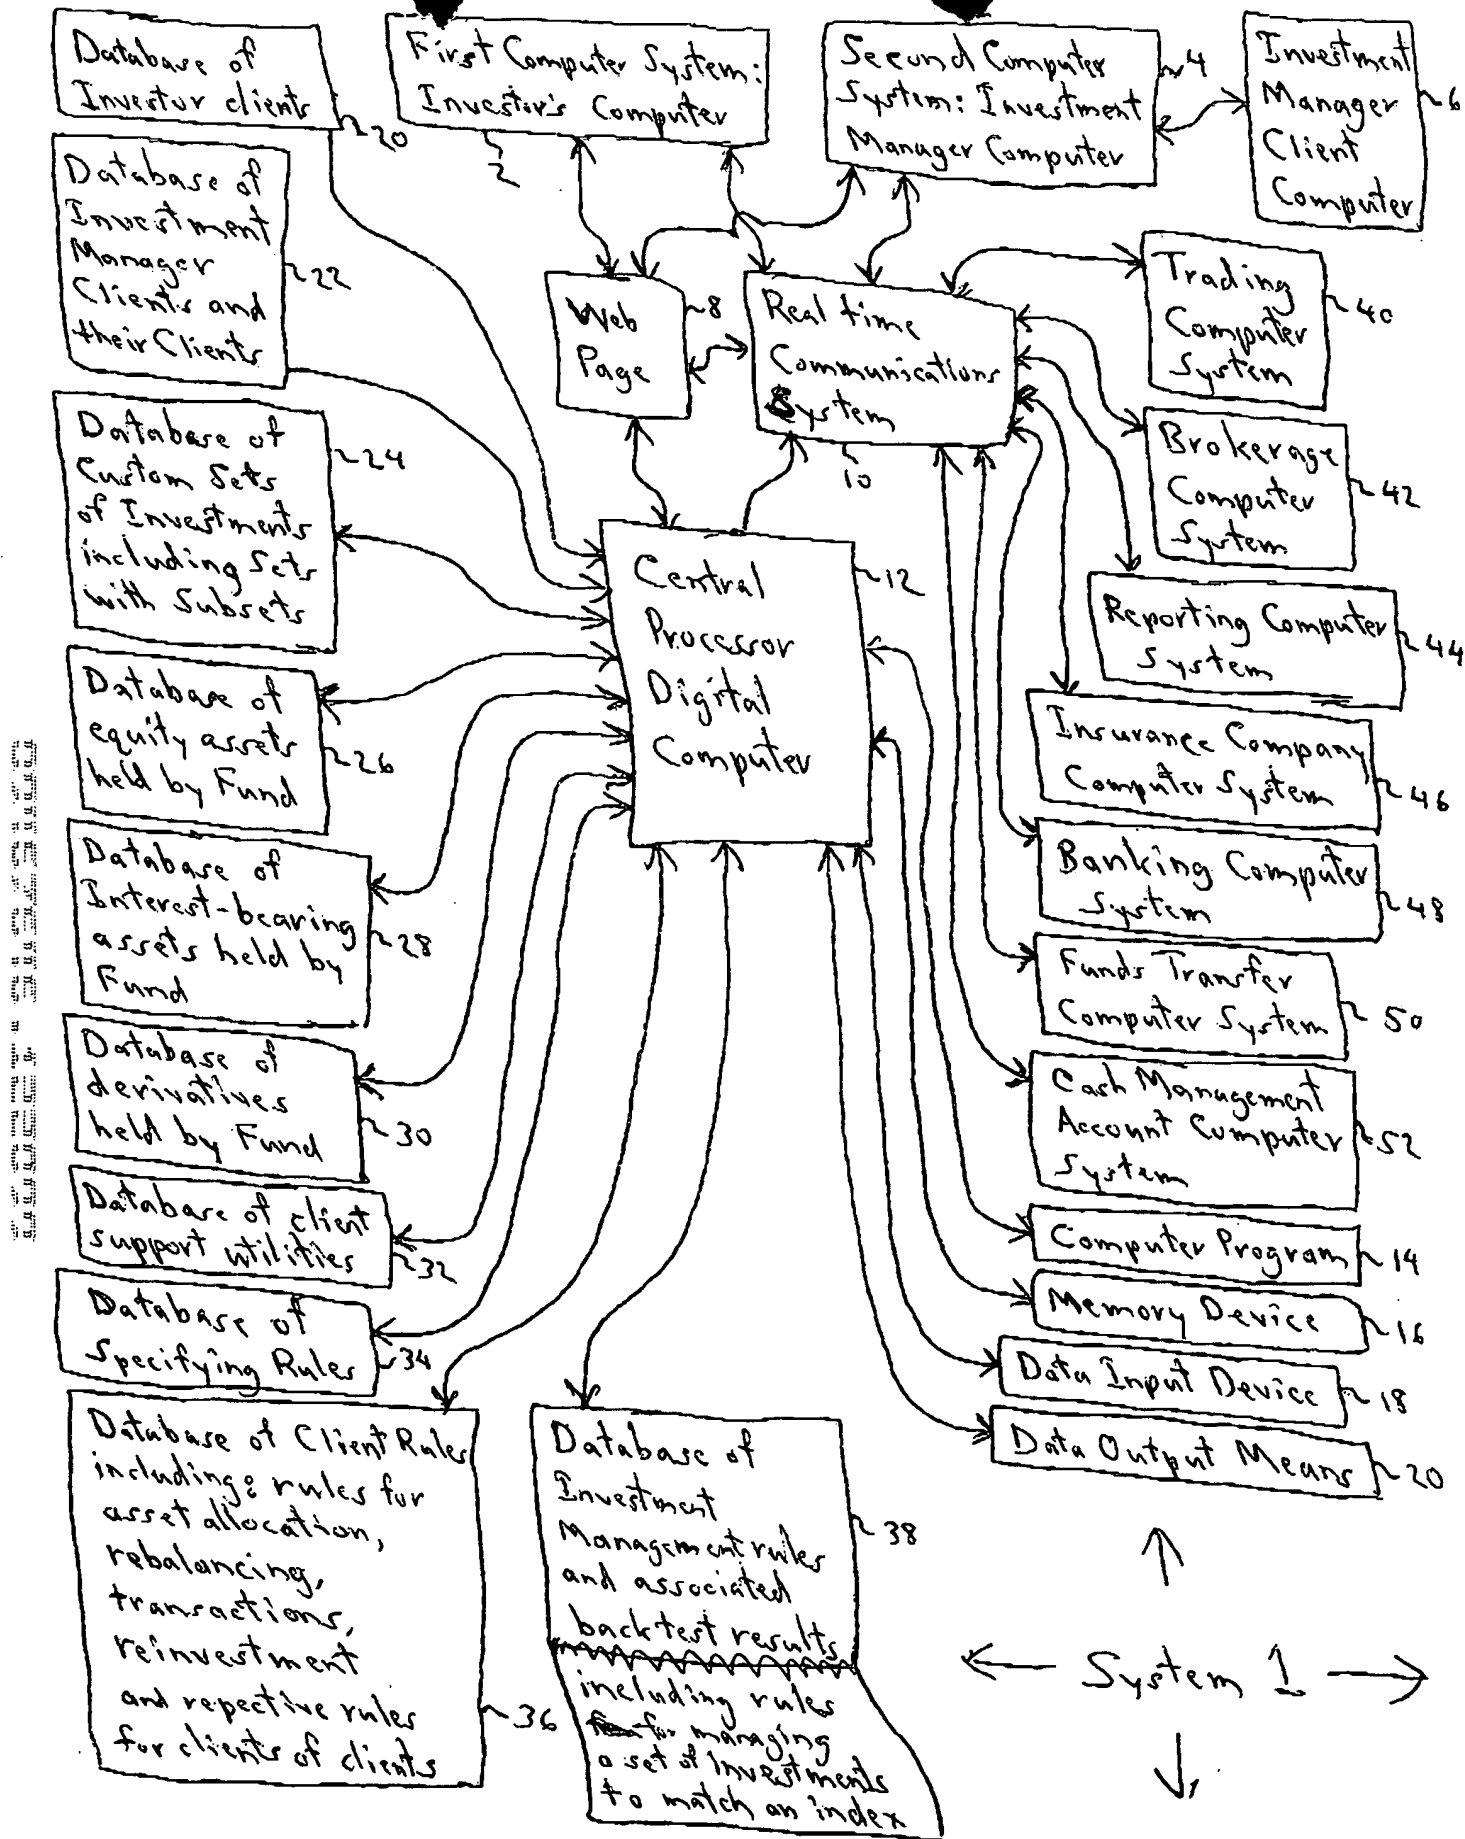 Database of
Investor clients
20
First Computer System:
Investor's Computer
2
Second Computer
System: Investment
Manager Computer
4
Investment
Manager
Client
Computer
6
Database of
Investment
Manager
Clients and
their Clients
22
Web
Page
8
Real time
Communications
System
10
Trading
Computer
System
40
Database of
Custom Sets
of Investments
including Sets
with Subsets
24
Brokerage
Computer
System
42
Central
Processor
Digital
Computer
12
Reporting Computer
System
44
Database of
equity assets
held by Fund
26
Insurance Company
Computer System
46
Database of
Interest-bearing
assets held by
Fund
28
Banking Computer
System
48
Funds Transfer
Computer System
50
Database of
derivatives
held by Fund
30
Cash Management
Account Computer
System
52
Database of client
support utilities
32
Computer Program
14
Database of
Specifying Rules
34
Memory Device
16
Data Input Device
18
Data Output Means
20
Database of Client Rules
including: rules for
asset allocation,
rebalancing,
transactions,
reinvestment
and repective rules
for clients of clients
36
Database of
Investment
Management rules
and associated
backtest results
including rules
for managing
a set of investments
to match an index
38
System 1